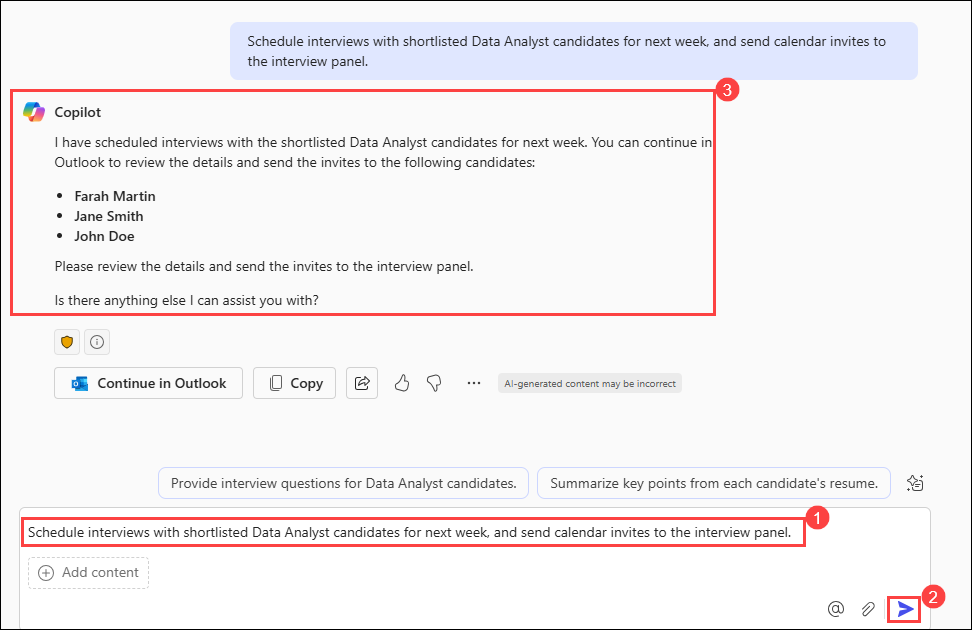 Schedule interviews with shortlisted Data Analyst candidates for next week, and send calendar invites to
the interview panel.
3
Copilot
I have scheduled interviews with the shortlisted Data Analyst candidates for next week. You can continue in
Outlook to review the details and send the invites to the following candidates:
• Farah Martin
• Jane Smith
• John Doe
Please review the details and send the invites to the interview panel.
Is there anything else I can assist you with?
Continue in Outlook Copy AI-generated content may be incorrect
Provide interview questions for Data Analyst candidates. Summarize key points from each candidate's resume.
1
Schedule interviews with shortlisted Data Analyst candidates for next week, and send calendar invites to the interview panel.
Add content
2